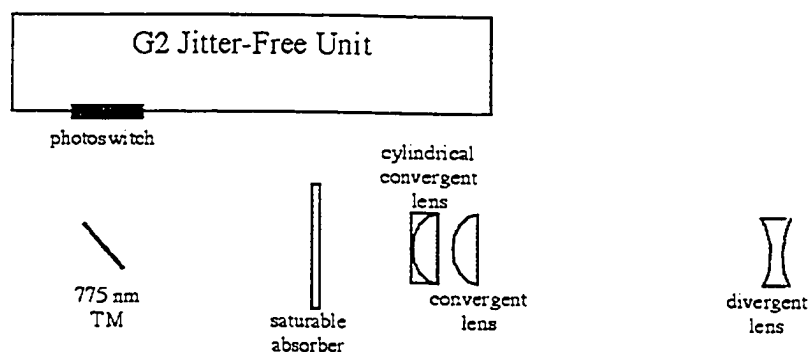 G2 Jitter-Free Unit
photoswitch
cylindrical
convergent
lens
775 nm
TM
saturable
absorber
convergent
lens
divergent
lens